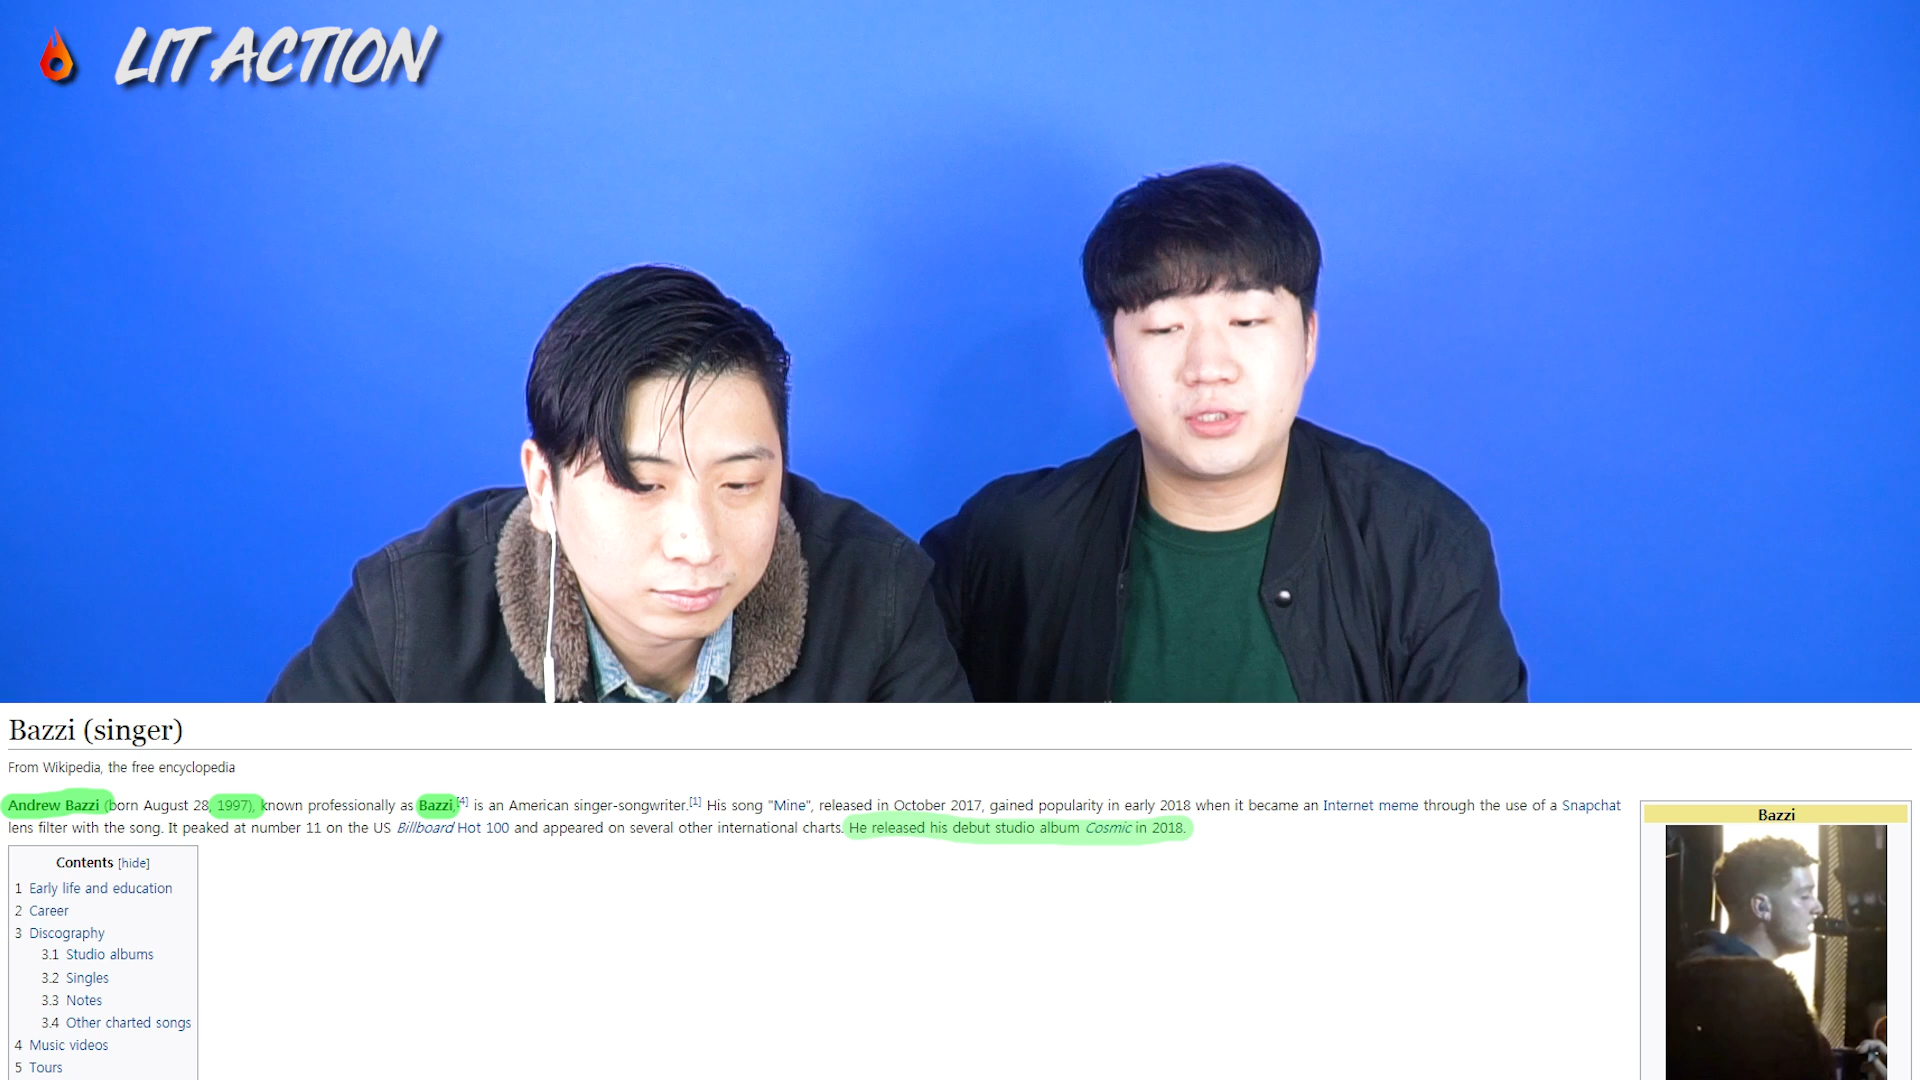 LIT ACTION
Bazzi (singer)
From Wikipedia, the free encyclopedia
Andrew Bazzi (born August 28, 1997), known professionally as Bazzi,[4] is an American singer-songwriter.[1] His song "Mine", released in October 2017, gained popularity in early 2018 when it became an Internet meme through the use of a Snapchat
lens filter with the song. It peaked at number 11 on the US Billboard Hot 100 and appeared on several other international charts. He released his debut studio album Cosmic in 2018.
Bazzi
Contents [hide]
1 Early life and education
2 Career
3 Discography
3.1 Studio albums
3.2 Singles
3.3 Notes
3.4 Other charted songs
4 Music videos
5 Tours